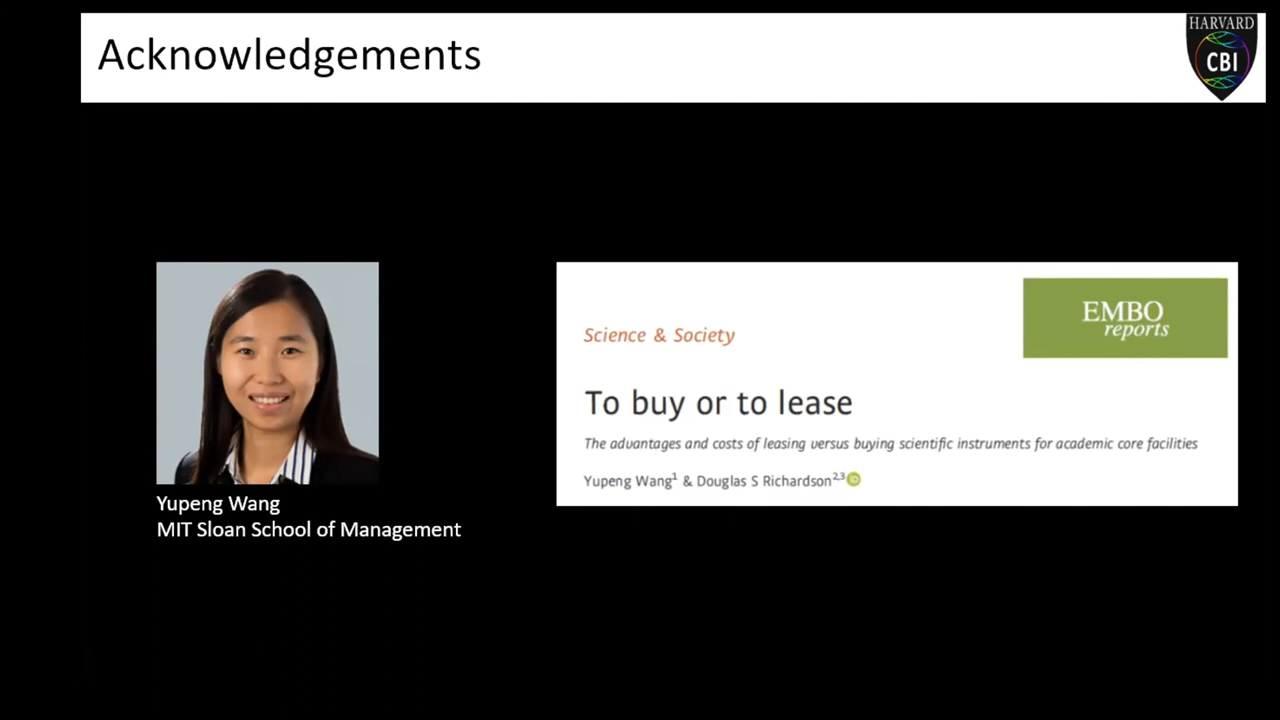 Acknowledgements
HARVARD
CBI
EMBO
reports
Science & Society
To buy or to lease
The advantages and costs of leasing versus buying scientific instruments for academic core facilities
Yupeng Wang1 & Douglas S Richardson2,3 iD
Yupeng Wang
MIT Sloan School of Management